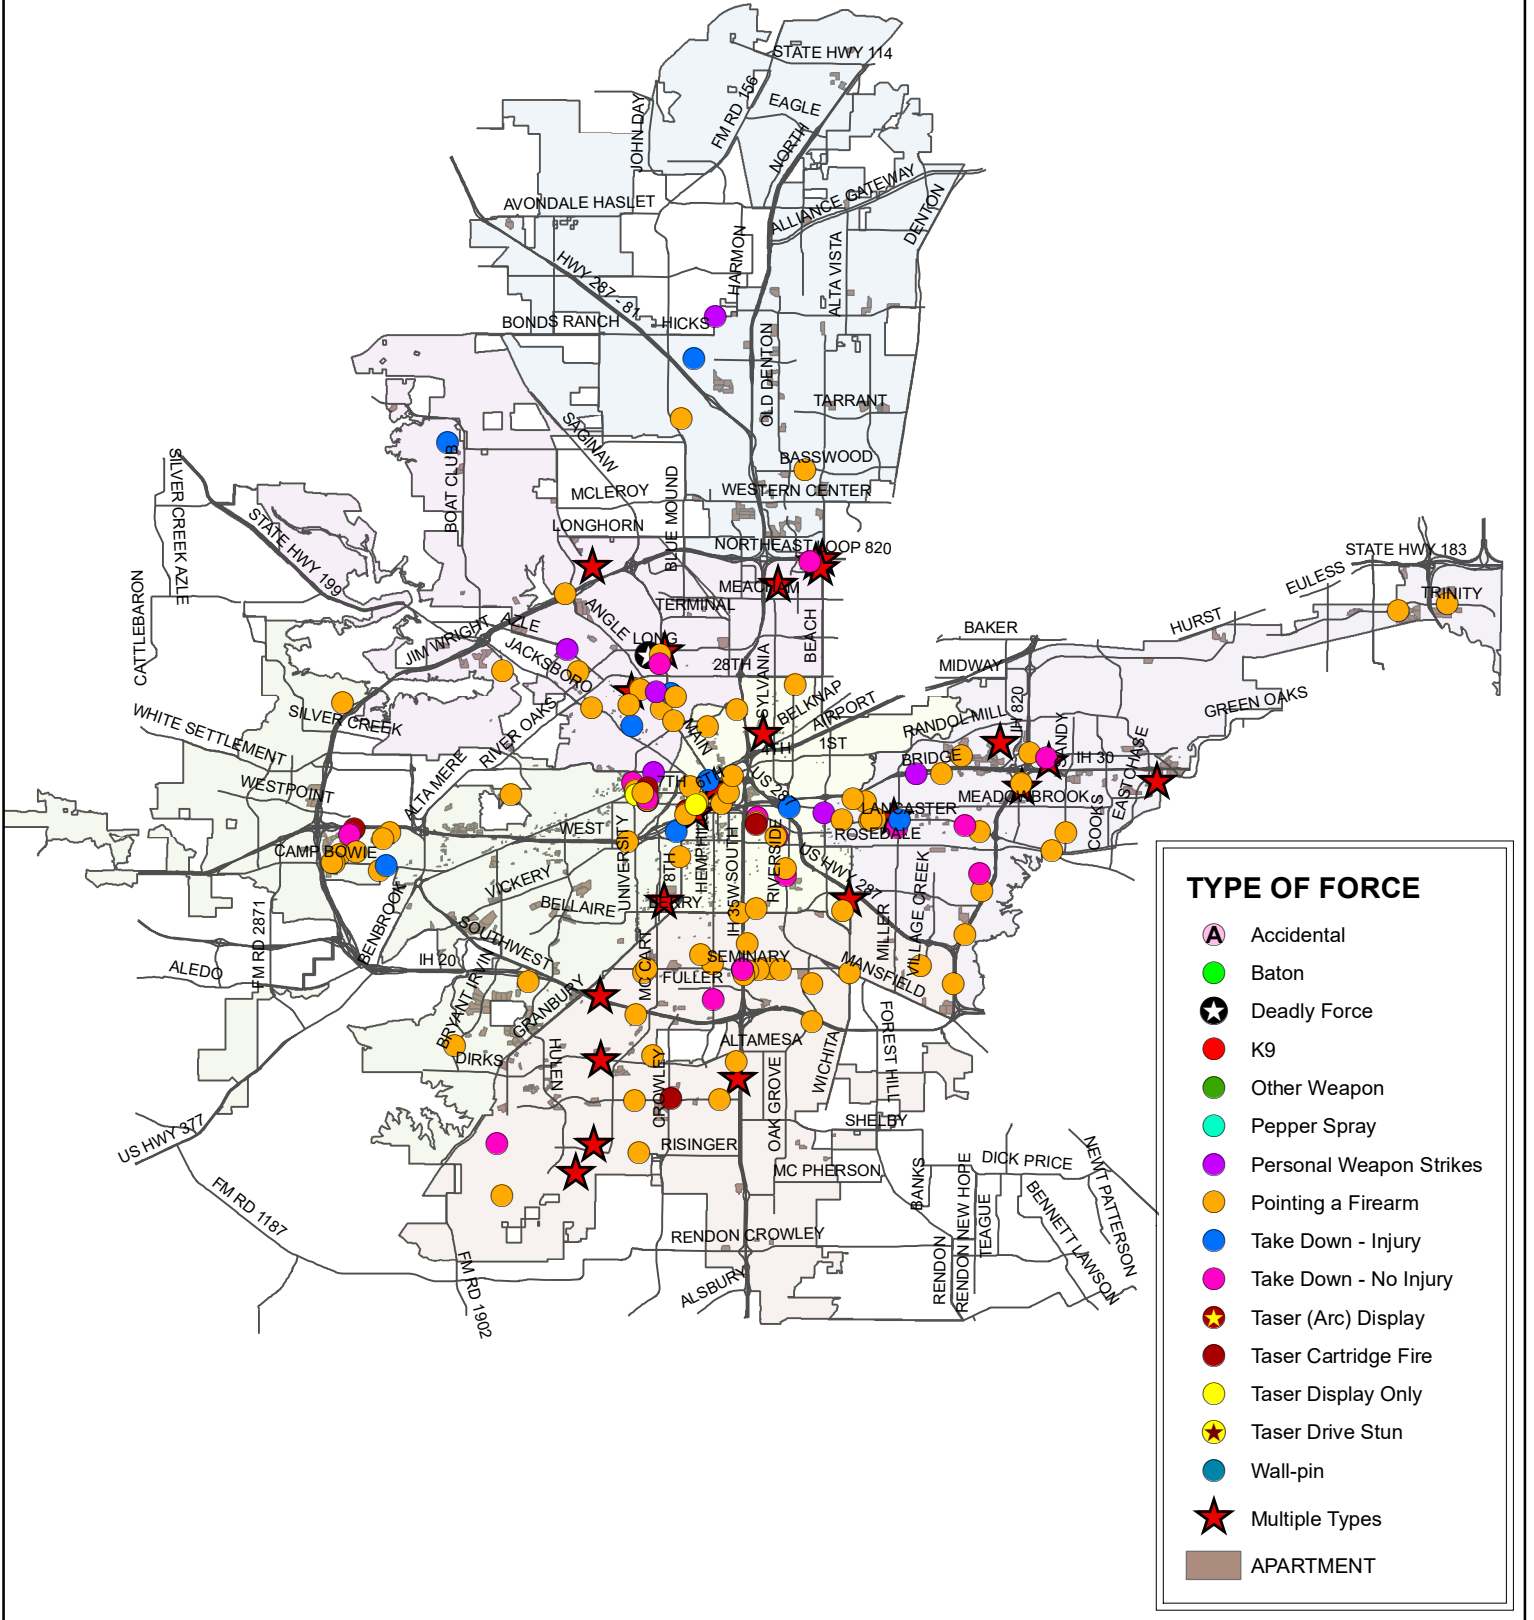 STATE HWY 114
JOHN DAY
FM RD 156
EAGLE
NORTH
ALLIANCE GATEWAY
DENTON
AVONDALE HASLET
HARMON
ALTA VISTA
HWY 287 - 81
BONDS RANCH
HICKS
OLD DENTON
TARRANT
SAGINAW
BOAT CLUB
BASSWOOD
SILVER CREEK AZLE
MCLEROY
BLUE MOUND
WESTERN CENTER
STATE HWY 199
LONGHORN
NORTHEAST LOOP 820
STATE HWY 183
EULESS
TRINITY
CATTLEBARON
MEACHAM
TERMINAL
ANGLE
BEACH
HURST
JIM WRIGHT
AZLE
LONG
BAKER
JACKSBORO
28TH
MIDWAY
SYLVANIA
BELKNAP
AIRPORT
IH 820
GREEN OAKS
SILVER CREEK
WHITE SETTLEMENT
RIVER OAKS
MAIN
RANDOL MILL
4TH
1ST
BRIDGE
SANDY
IH 30
EASTCHASE
WESTPOINT
ALTAMERE
7TH
6TH
US 287
MEADOWBROOK
COOKS
LANCASTER
WEST
ROSEDALE
CAMP BOWIE
UNIVERSITY
8TH
HEMPHILL
IH 35W SOUTH
RIVERSIDE
US HWY 287
VICKERY
BELLAIRE
BERRY
MILLER
VILLAGE CREEK
FM RD 2871
BENBROOK
SOUTHWEST
IH 20
ALEDO
MCCART
SEMINARY
FULLER
MANSFIELD
BRYANT IRVIN
GRANBURY
DIRKS
HULEN
CROWLEY
ALTAMESA
OAK GROVE
WICHITA
FOREST HILL
US HWY 377
SHELBY
RISINGER
MC PHERSON
BANKS
DICK PRICE
NEWT PATTERSON
FM RD 1187
RENDON NEW HOPE
TEAGUE
BENNETT LAWSON
RENDON CROWLEY
RENDON
ALSBURY
FM RD 1902
TYPE OF FORCE
A Accidental
Baton
Deadly Force
K9
Other Weapon
Pepper Spray
Personal Weapon Strikes
Pointing a Firearm
Take Down - Injury
Take Down - No Injury
Taser (Arc) Display
Taser Cartridge Fire
Taser Display Only
Taser Drive Stun
Wall-pin
Multiple Types
APARTMENT